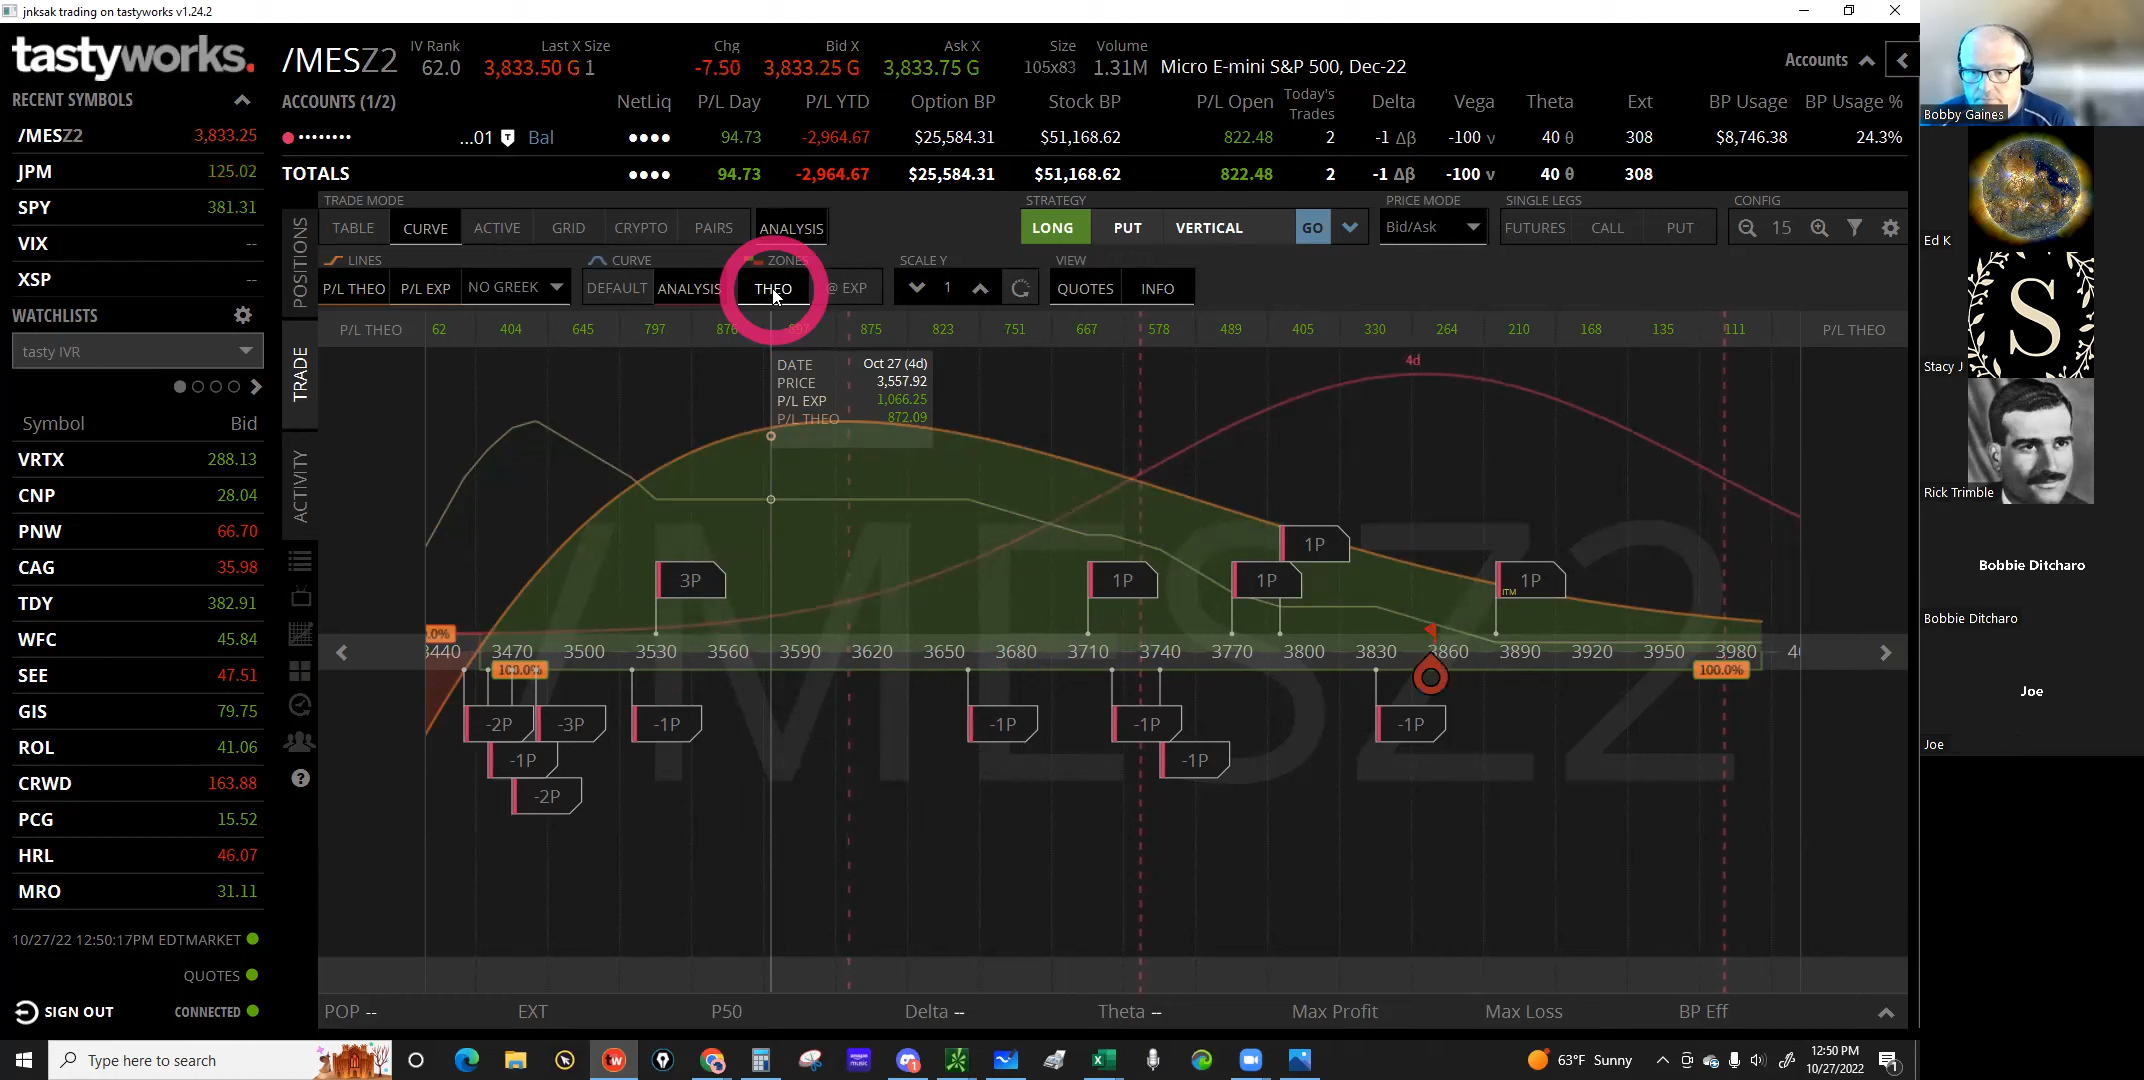 jnksak trading on tastyworks v1.24.2
tastyworks.
/MESZ2
IV Rank
62.0
Last X Size
3,833.50 G 1
Chg
-7.50
Bid X
3,833.25 G
Ask X
3,833.75 G
Size
105x83
Volume
1.31M
Micro E-mini S&P 500, Dec-22
Accounts
RECENT SYMBOLS
/MESZ2 3,833.25
JPM 125.02
SPY 381.31
VIX --
XSP --
WATCHLISTS
tasty IVR
Symbol Bid
VRTX 288.13
CNP 28.04
PNW 66.70
CAG 35.98
TDY 382.91
WFC 45.84
SEE 47.51
GIS 79.75
ROL 41.06
CRWD 163.88
PCG 15.52
HRL 46.07
MRO 31.11
10/27/22 12:50:17PM EDT MARKET
QUOTES
SIGN OUT CONNECTED
ACCOUNTS (1/2) NetLiq P/L Day P/L YTD Option BP Stock BP P/L Open Today's Trades Delta Vega Theta Ext BP Usage BP Usage %
...01 Bal 94.73 -2,964.67 $25,584.31 $51,168.62 822.48 2 -1 Δβ -100 ν 40 θ 308 $8,746.38 24.3%
TOTALS 94.73 -2,964.67 $25,584.31 $51,168.62 822.48 2 -1 Δβ -100 ν 40 θ 308
POSITIONS
TRADE
ACTIVITY
TRADE MODE
TABLE CURVE ACTIVE GRID CRYPTO PAIRS ANALYSIS
STRATEGY
LONG PUT VERTICAL GO
PRICE MODE
Bid/Ask
SINGLE LEGS
FUTURES CALL PUT
CONFIG
15
LINES
P/L THEO P/L EXP NO GREEK
CURVE
DEFAULT ANALYSIS
ZONES
THEO @ EXP
SCALE Y
1
VIEW
QUOTES INFO
P/L THEO 62 404 645 797 876 897 875 823 751 667 578 489 405 330 264 210 168 135 111 P/L THEO
DATE Oct 27 (4d)
PRICE 3,557.92
P/L EXP 1,066.25
P/L THEO 872.09
4d
1P
3P 1P 1P 1P
ITM
/MESZ2
.0%
3440 3470 3500 3530 3560 3590 3620 3650 3680 3710 3740 3770 3800 3830 3860 3890 3920 3950 3980 40
100.0% 100.0%
-2P -3P -1P -1P -1P -1P
-1P -1P
-2P
POP -- EXT P50 Delta -- Theta -- Max Profit Max Loss BP Eff
Bobby Gaines
Ed K
S
Stacy J
Rick Trimble
Bobbie Ditcharo
Bobbie Ditcharo
Joe
Joe
Type here to search
tw
amazon music
1
63°F Sunny
12:50 PM
10/27/2022
1